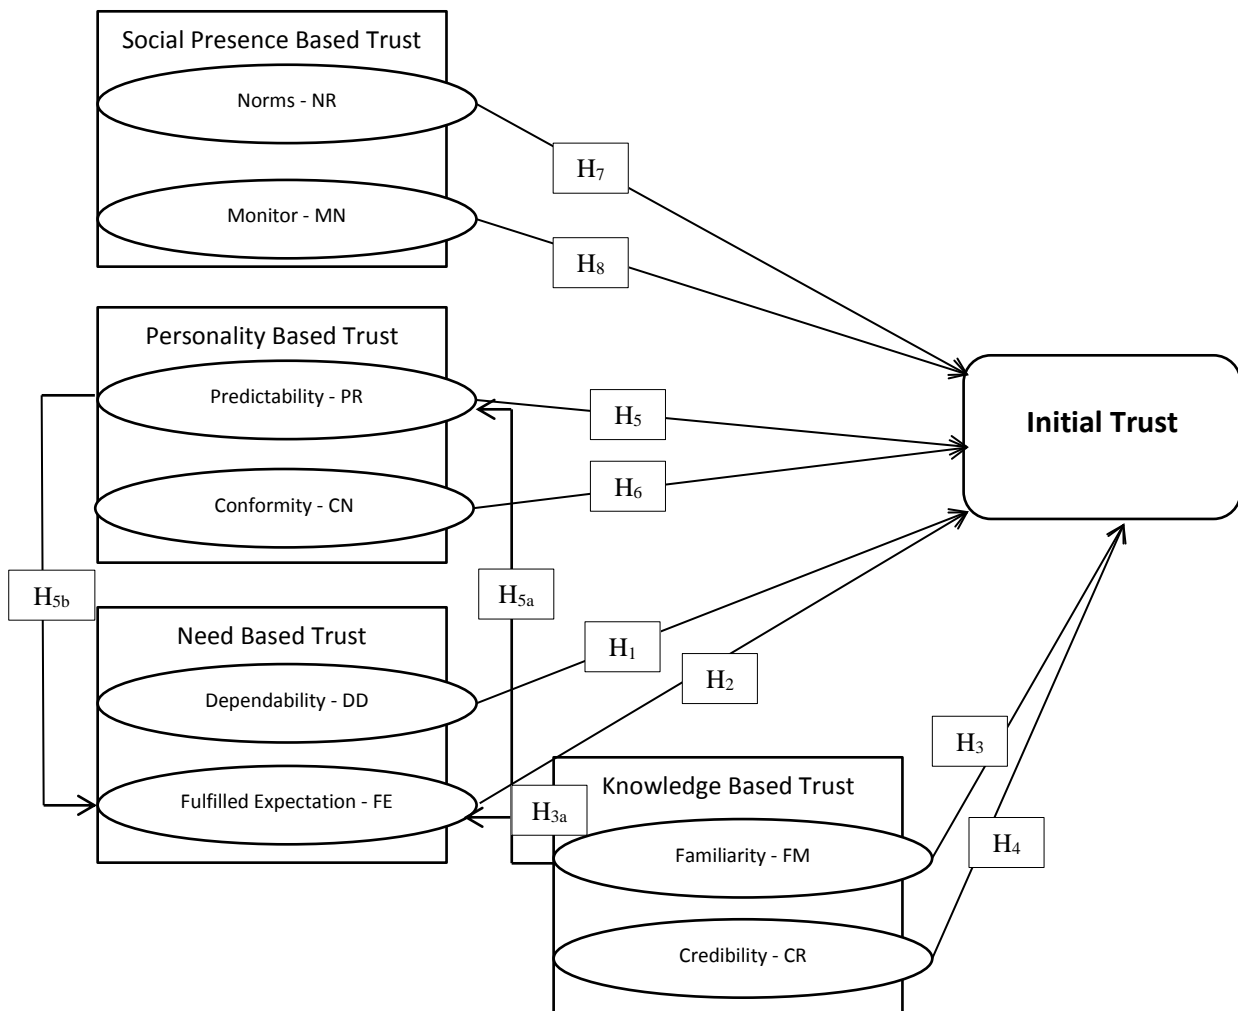 Social Presence Based Trust
Norms - NR
H₇
Monitor - MN
H₈
Personality Based Trust
Predictability - PR
H₅
Initial Trust
Conformity - CN
H₆
H₅b
H₅a
Need Based Trust
H₁
Dependability - DD
H₂
H₃
Knowledge Based Trust
Fulfilled Expectation - FE
H₃a
Familiarity - FM
H₄
Credibility - CR